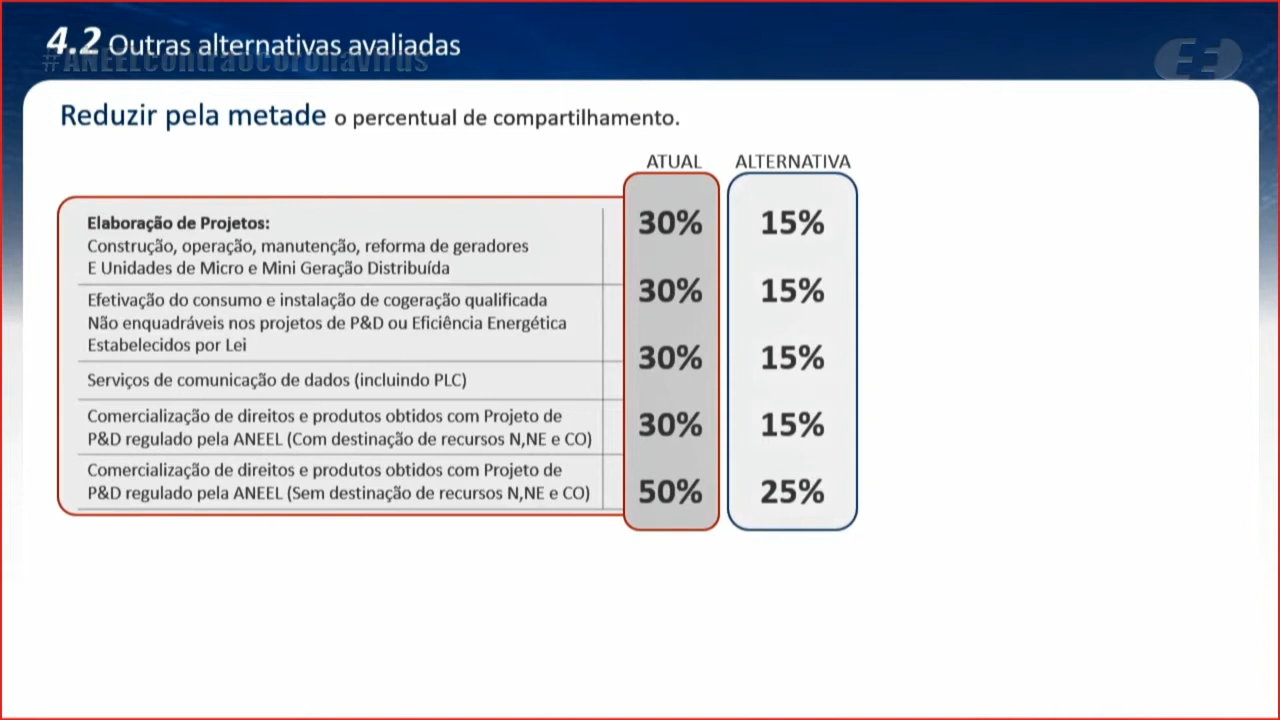 4.2 Outras alternativas avaliadas
#ANEELContraoCoronavírus
Reduzir pela metade o percentual de compartilhamento.
ATUAL ALTERNATIVA
Elaboração de Projetos:
Construção, operação, manutenção, reforma de geradores
E Unidades de Micro e Mini Geração Distribuída
30% 15%
Efetivação do consumo e instalação de cogeração qualificada
Não enquadráveis nos projetos de P&D ou Eficiência Energética
Estabelecidos por Lei
30% 15%
Serviços de comunicação de dados (incluindo PLC)
30% 15%
Comercialização de direitos e produtos obtidos com Projeto de
P&D regulado pela ANEEL (Com destinação de recursos N,NE e CO)
30% 15%
Comercialização de direitos e produtos obtidos com Projeto de
P&D regulado pela ANEEL (Sem destinação de recursos N,NE e CO)
50% 25%